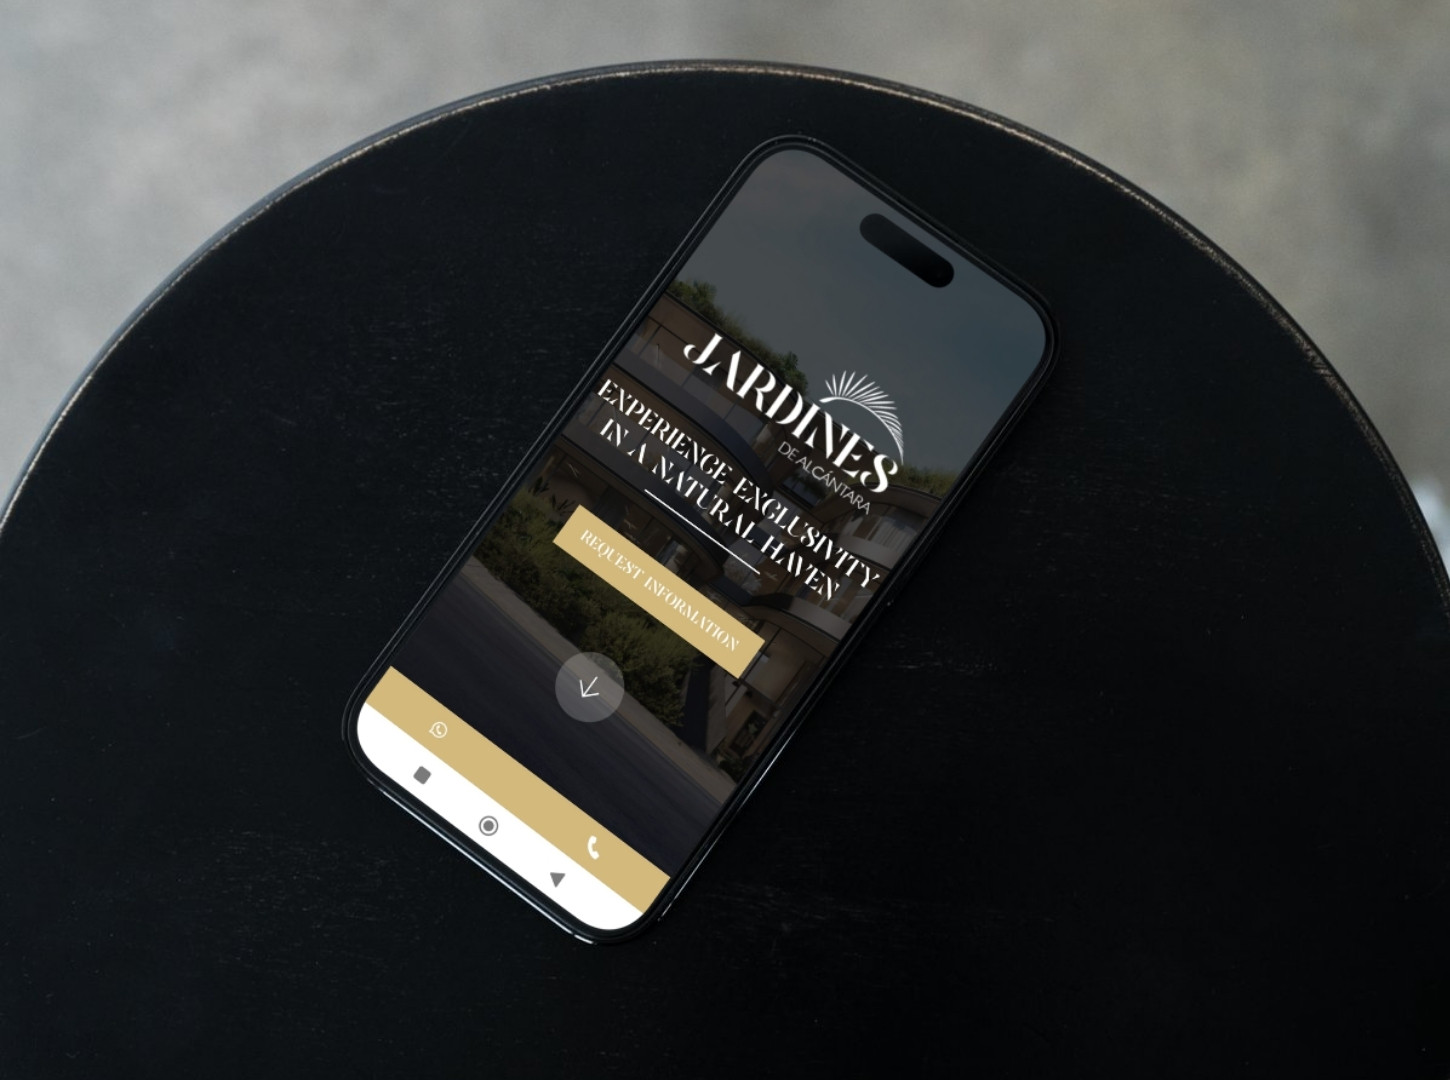 JARDINES
DE ALCÁNTARA
EXPERIENCE EXCLUSIVITY
IN A NATURAL HAVEN
REQUEST INFORMATION